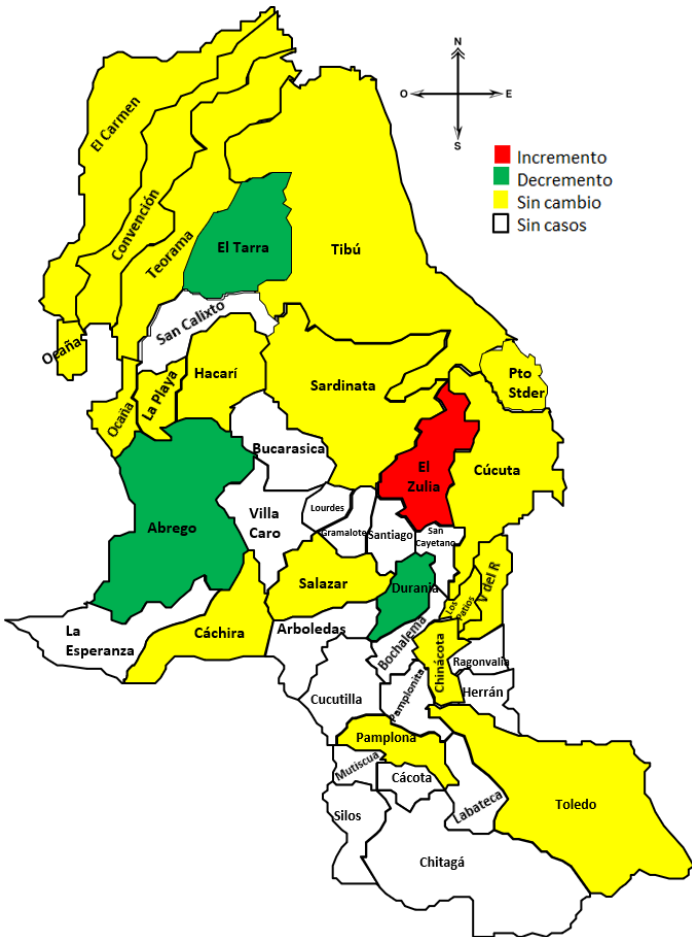 N
O
E
S
Incremento
Decremento
Sin cambio
Sin casos
El Carmen
Convención
Teorama
El Tarra
Tibú
San Calixto
Ocaña
Ocaña
La Playa
Hacarí
Sardinata
Pto
Stder
Bucarasica
El
Zulia
Cúcuta
Abrego
Villa
Caro
Lourdes
Gramalote
Santiago
San
Cayetano
Salazar
Durania
Los
Patios
V del R
La
Esperanza
Cáchira
Arboledas
Bochalema
Chinácota
Ragonvalia
Herrán
Cucutilla
Pamplonita
Pamplona
Mutiscua
Cácota
Labateca
Toledo
Silos
Chitagá